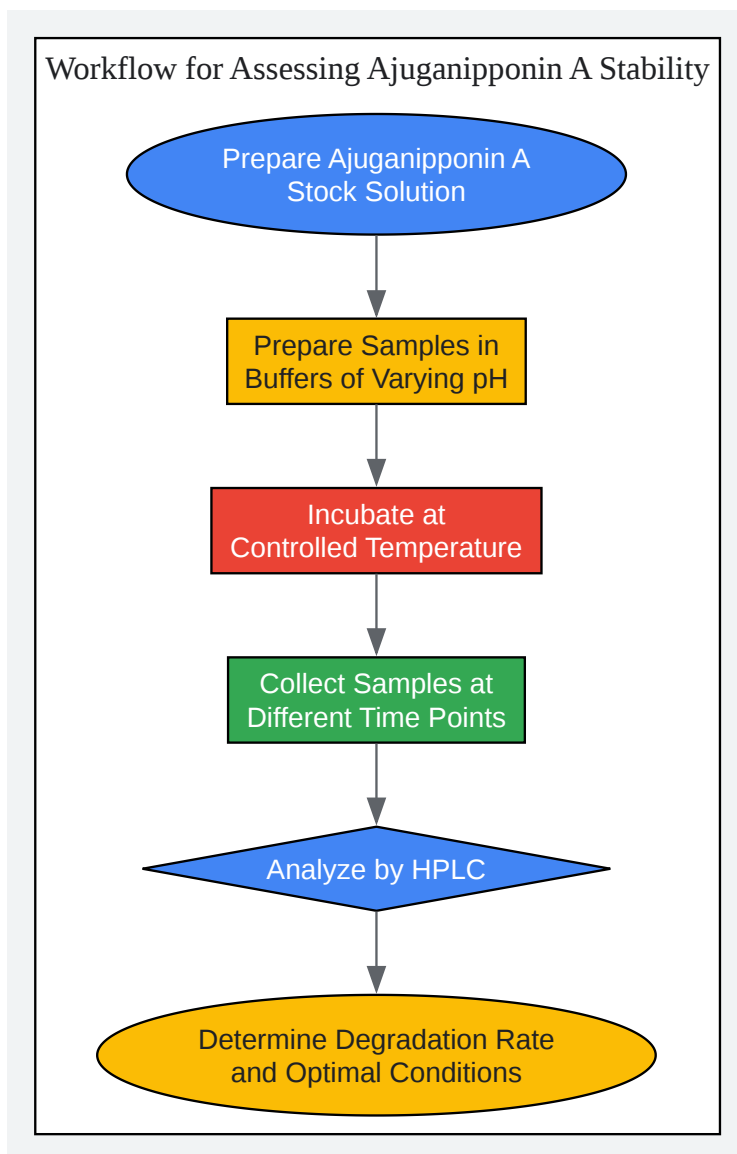 Workflow for Assessing Ajuganipponin A Stability
Prepare Ajuganipponin A
Stock Solution
Prepare Samples in
Buffers of Varying pH
Incubate at
Controlled Temperature
Collect Samples at
Different Time Points
Analyze by HPLC
Determine Degradation Rate
and Optimal Conditions